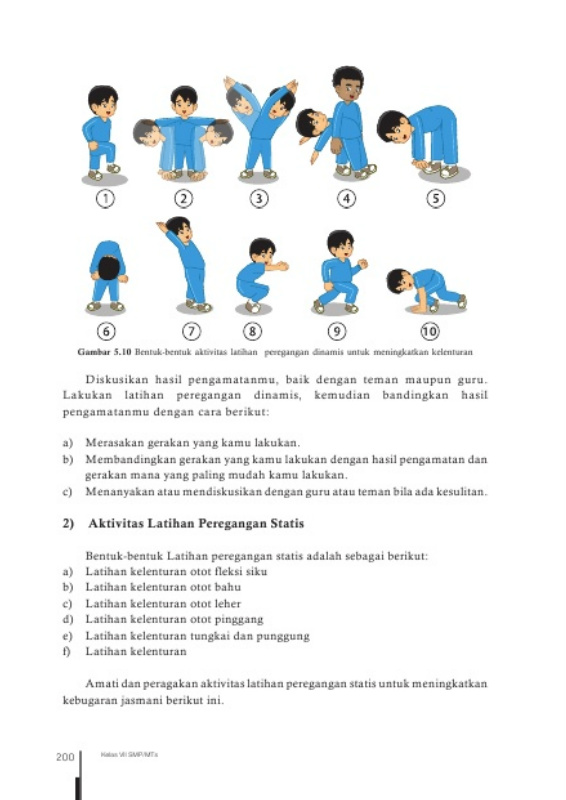 1
2
3
4
5
6
7
8
9
10
Gambar 5.10 Bentuk-bentuk aktivitas latihan peregangan dinamis untuk meningkatkan kelenturan
Diskusikan hasil pengamatanmu, baik dengan teman maupun guru.
Lakukan latihan peregangan dinamis, kemudian bandingkan hasil
pengamatanmu dengan cara berikut:
a) Merasakan gerakan yang kamu lakukan.
b) Membandingkan gerakan yang kamu lakukan dengan hasil pengamatan dan
gerakan mana yang paling mudah kamu lakukan.
c) Menanyakan atau mendiskusikan dengan guru atau teman bila ada kesulitan.
2) Aktivitas Latihan Peregangan Statis
Bentuk-bentuk Latihan peregangan statis adalah sebagai berikut:
a) Latihan kelenturan otot fleksi siku
b) Latihan kelenturan otot bahu
c) Latihan kelenturan otot leher
d) Latihan kelenturan otot pinggang
e) Latihan kelenturan tungkai dan punggung
f) Latihan kelenturan
Amati dan peragakan aktivitas latihan peregangan statis untuk meningkatkan
kebugaran jasmani berikut ini.
200
Kelas VII SMP/MTs